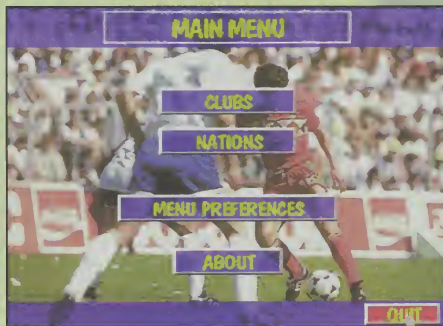 MAIN MENU
CLUBS
NATIONS
MENU PREFERENCES
ABOUT
QUIT